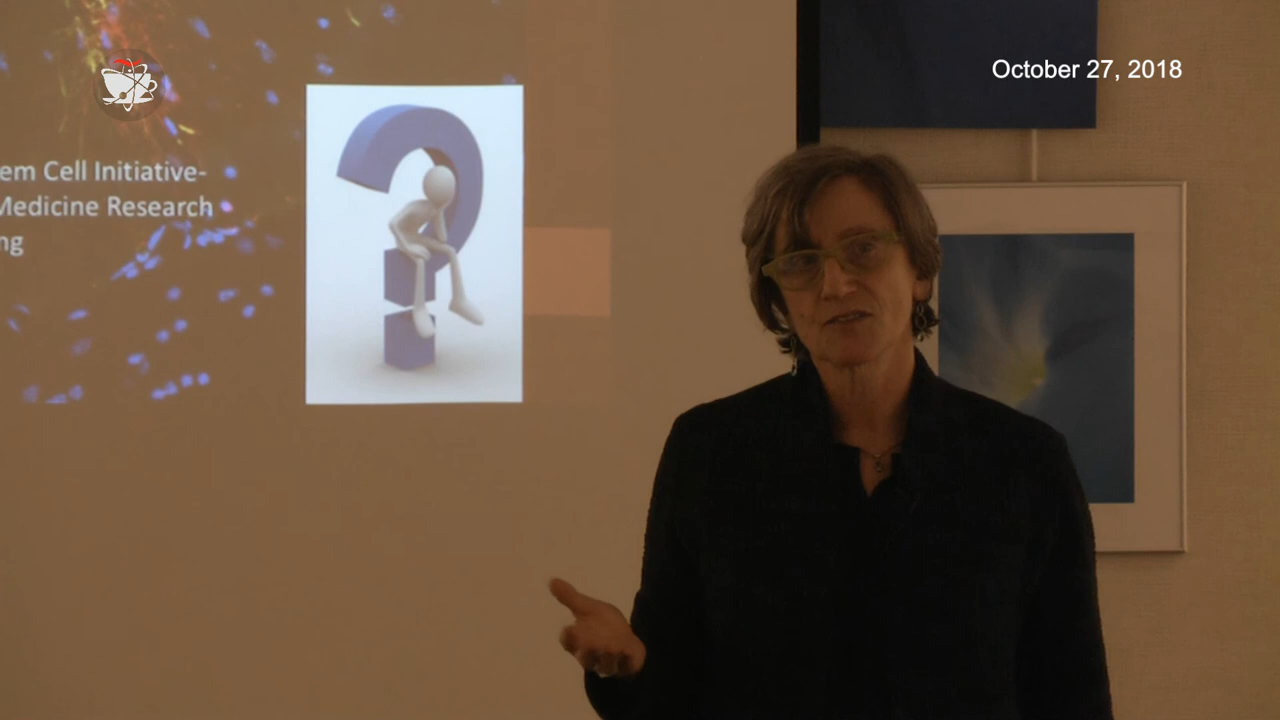 October 27, 2018
em Cell Initiative-
Medicine Research
ng